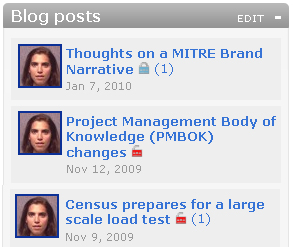 Blog posts
EDIT -
Thoughts on a MITRE Brand
Narrative (1)
Jan 7, 2010
Project Management Body of
Knowledge (PMBOK)
changes
Nov 12, 2009
Census prepares for a large
scale load test (1)
Nov 9, 2009